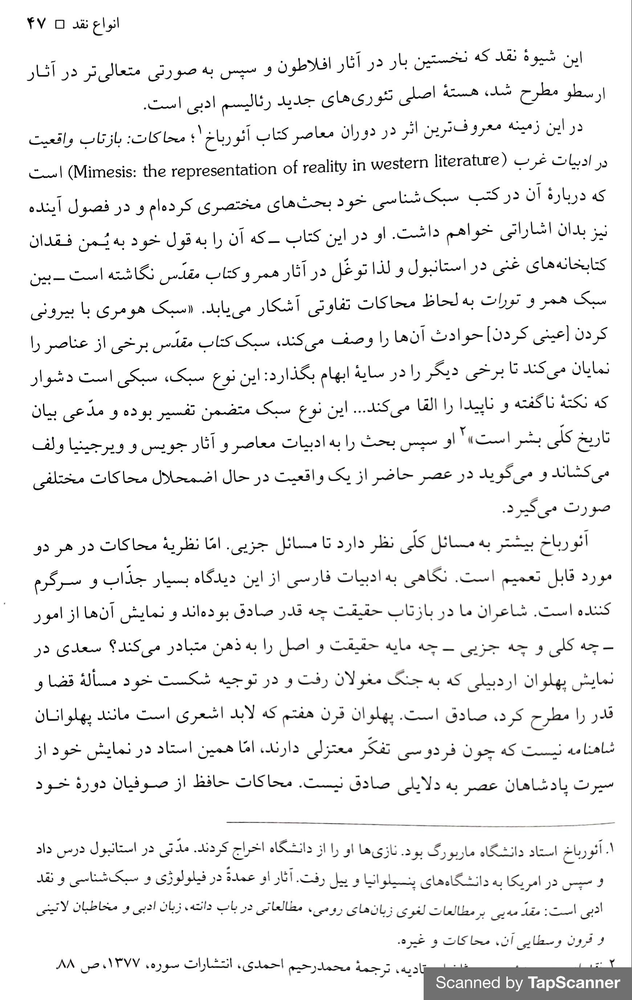 انواع نقد □ ۴۷
این شیوهٔ نقد که نخستین بار در آثار افلاطون و سپس به صورتی متعالی‌تر در آثـار
ارسطو مطرح شد، هستهٔ اصلی تئوری‌های جدید رئالیسم ادبی است.
در این زمینه معروف‌ترین اثر در دوران معاصر کتاب آئورباخ۱؛ محاکات: بازتاب واقعیت
در ادبیات غرب (Mimesis: the representation of reality in western literature) است
که دربارهٔ آن در کتب سبک‌شناسی خود بحث‌های مختصری کرده‌ام و در فصول آینده
نیز بدان اشاراتی خواهم داشت. او در این کتاب ــ که آن را به قول خود به یُـمن فـقدان
کتابخانه‌های غنی در استانبول و لذا توغّل در آثار همر و کتاب مقدّس نگاشته است ــ بین
سبک همر و تورات به لحاظ محاکات تفاوتی آشکار می‌یابد. «سبک هومری با بیرونی
کردن [عینی کردن] حوادث آن‌ها را وصف می‌کند، سبک کتاب مقدّس برخی از عناصر را
نمایان می‌کند تا برخی دیگر را در سایهٔ ابهام بگذارد: این نوع سبک، سبکی است دشوار
که نکتهٔ ناگفته و ناپیدا را القا می‌کند... این نوع سبک متضمن تفسیر بوده و مدّعی بیان
تاریخ کلّی بشر است»۲ او سپس بحث را به ادبیات معاصر و آثار جویس و ویرجینیا ولف
می‌کشاند و می‌گوید در عصر حاضر از یک واقعیت در حال اضمحلال محاکات مختلفی
صورت می‌گیرد.
آئورباخ بیشتر به مسائل کلّی نظر دارد تا مسائل جزیی. امّا نظریهٔ محاکات در هر دو
مورد قابل تعمیم است. نگاهی به ادبیات فارسی از این دیدگاه بسیار جذّاب و سـرگرم
کننده است. شاعران ما در بازتاب حقیقت چه قدر صادق بوده‌اند و نمایش آن‌ها از امور
ــ چه کلی و چه جزیی ــ چه مایه حقیقت و اصل را به ذهن متبادر می‌کند؟ سعدی در
نمایش پهلوان اردبیلی که به جنگ مغولان رفت و در توجیه شکست خود مسألهٔ قضا و
قدر را مطرح کرد، صادق است. پهلوان قرن هفتم که لابد اشعری است مانند پهلوانـان
شاهنامه نیست که چون فردوسی تفکّر معتزلی دارند، امّا همین استاد در نمایش خود از
سیرت پادشاهان عصر به دلایلی صادق نیست. محاکات حافظ از صـوفیان دورهٔ خـود
۱. آئورباخ استاد دانشگاه ماربورگ بود. نازی‌ها او را از دانشگاه اخراج کردند. مدّتی در استانبول درس داد
و سپس در امریکا به دانشگاه‌های پنسیلوانیا و ییل رفت. آثار او عمدةً در فیلولوژی و سبک‌شناسی و نقد
ادبی است: مقدّمه‌یی بر مطالعات لغوی زبان‌های رومی، مطالعاتی در باب دانته، زبان ادبی و مخاطبان لاتینی
و قرون وسطایی آن، محاکات و غیره.
۲. تادیه، ترجمهٔ محمدرحیم احمدی، انتشارات سوره، ۱۳۷۷، ص ۸۸.
Scanned by TapScanner